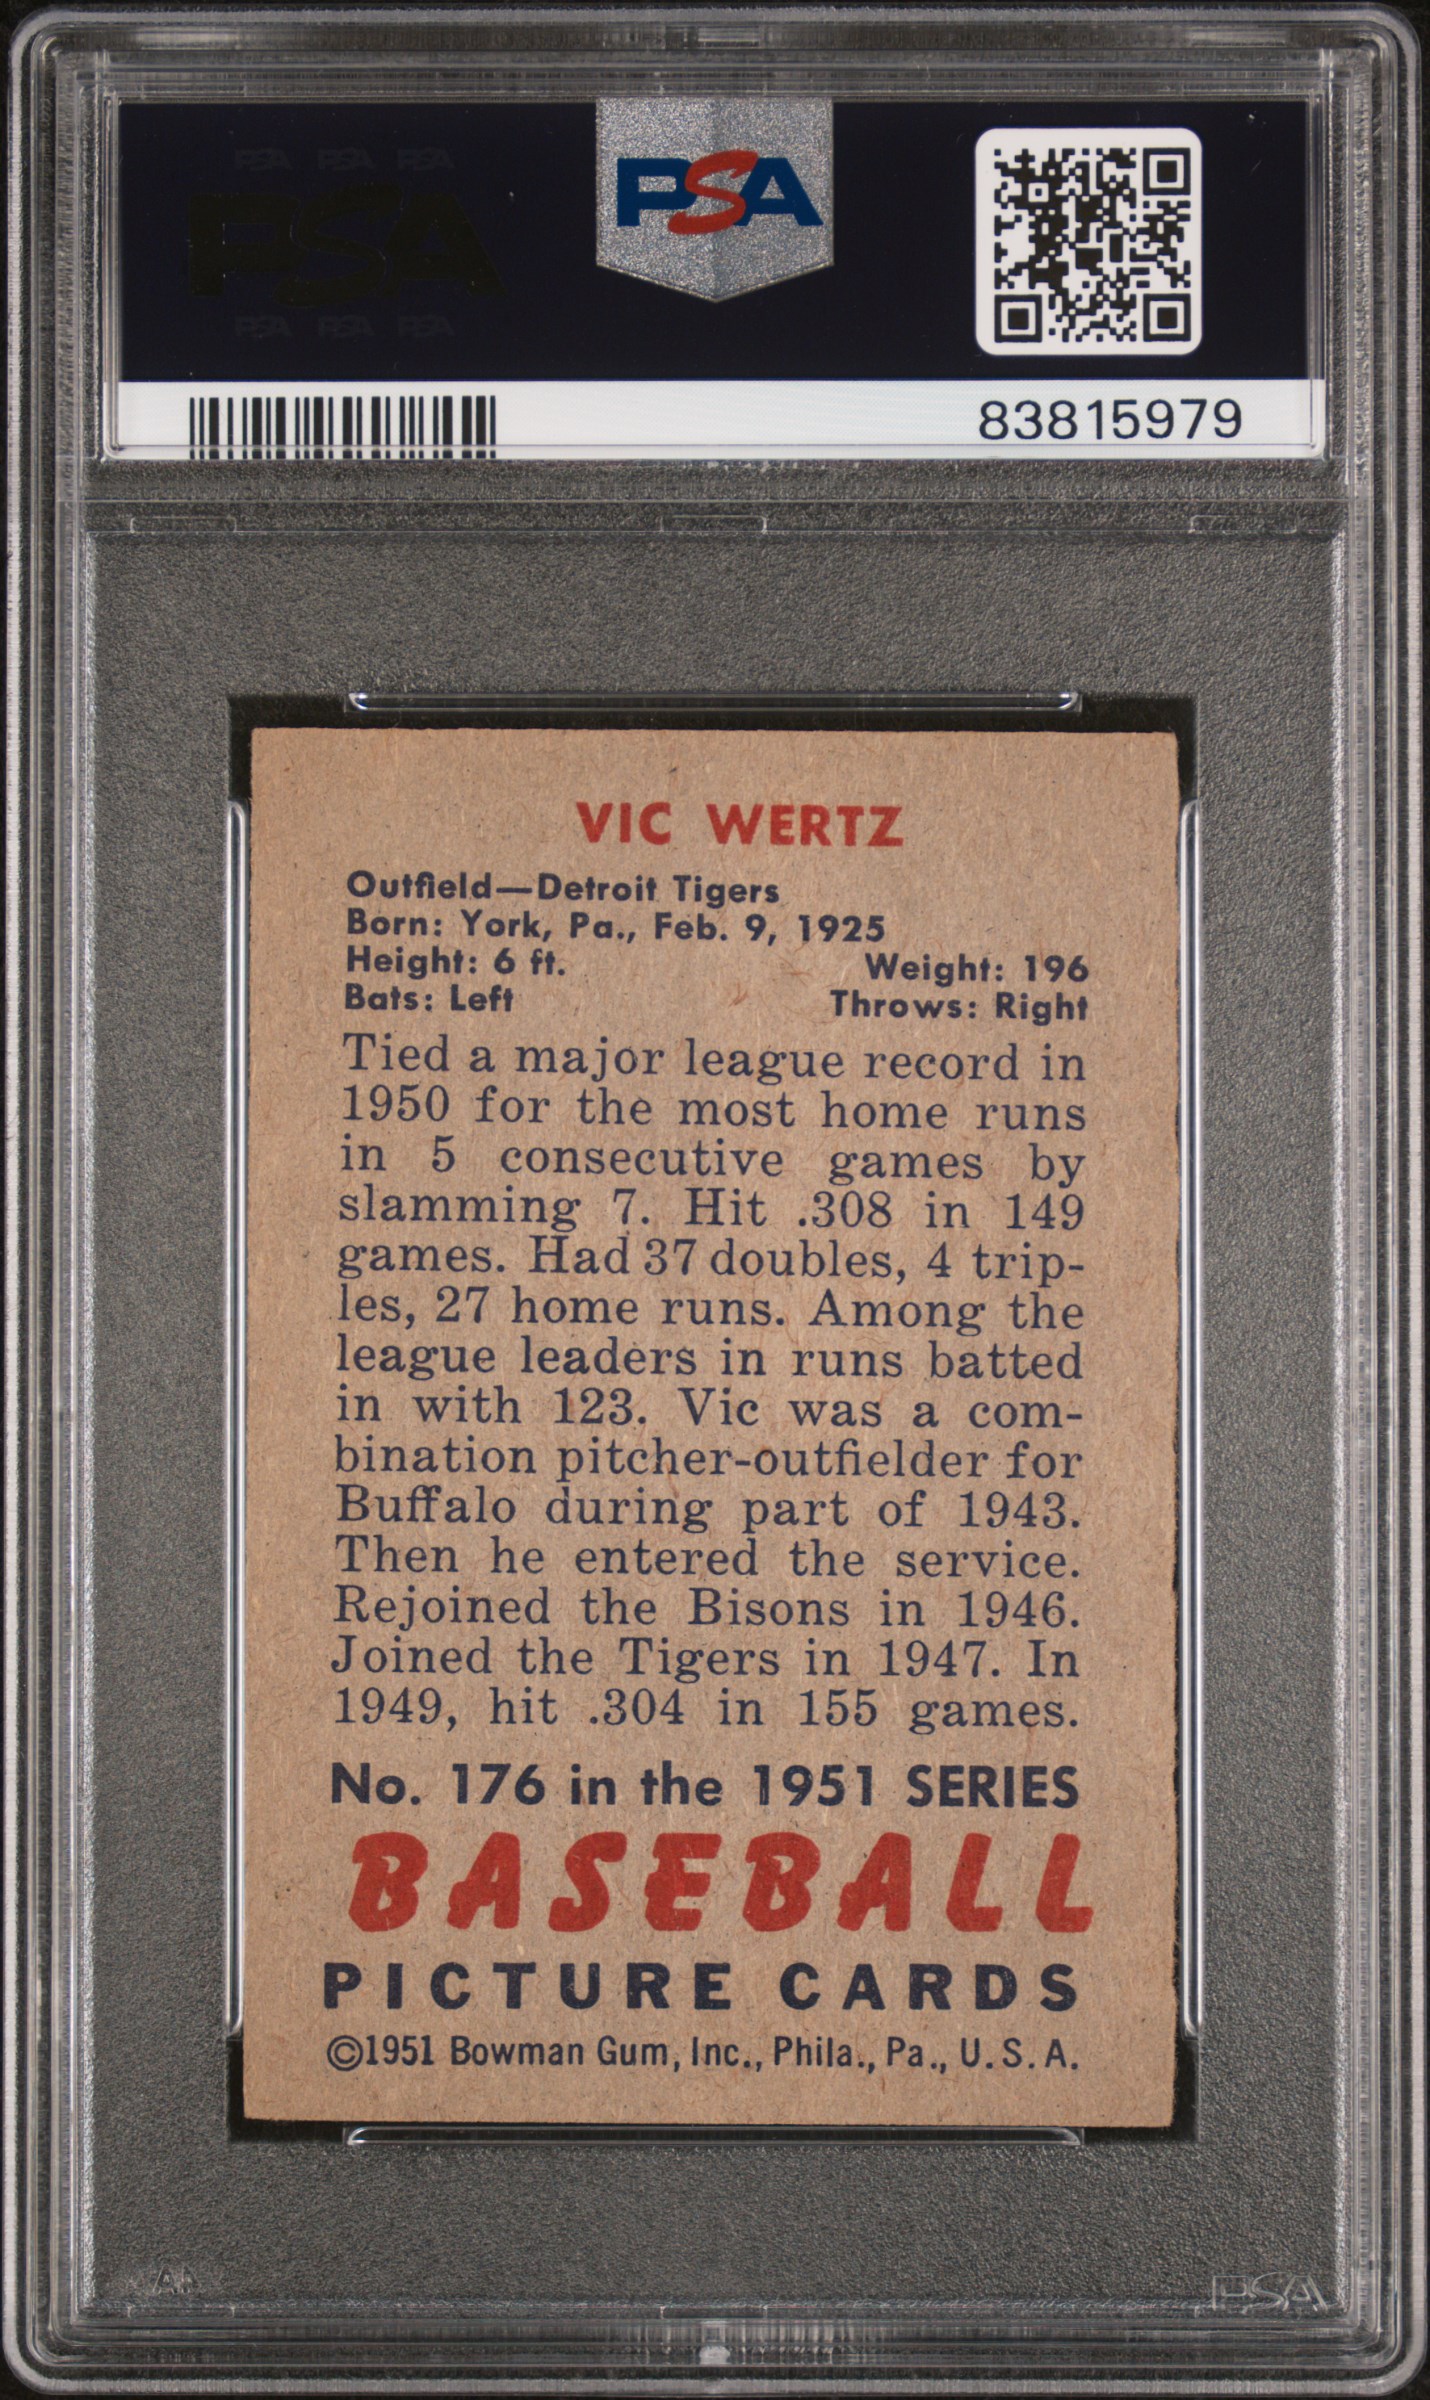 PSA PSA PSA
PSA
PSA PSA PSA
PSA
83815979
VIC WERTZ
Outfield—Detroit Tigers
Born: York, Pa., Feb. 9, 1925
Height: 6 ft. Weight: 196
Bats: Left Throws: Right
Tied a major league record in
1950 for the most home runs
in 5 consecutive games by
slamming 7. Hit .308 in 149
games. Had 37 doubles, 4 trip-
les, 27 home runs. Among the
league leaders in runs batted
in with 123. Vic was a com-
bination pitcher-outfielder for
Buffalo during part of 1943.
Then he entered the service.
Rejoined the Bisons in 1946.
Joined the Tigers in 1947. In
1949, hit .304 in 155 games.
No. 176 in the 1951 SERIES
BASEBALL
PICTURE CARDS
©1951 Bowman Gum, Inc., Phila., Pa., U.S.A.
PSA